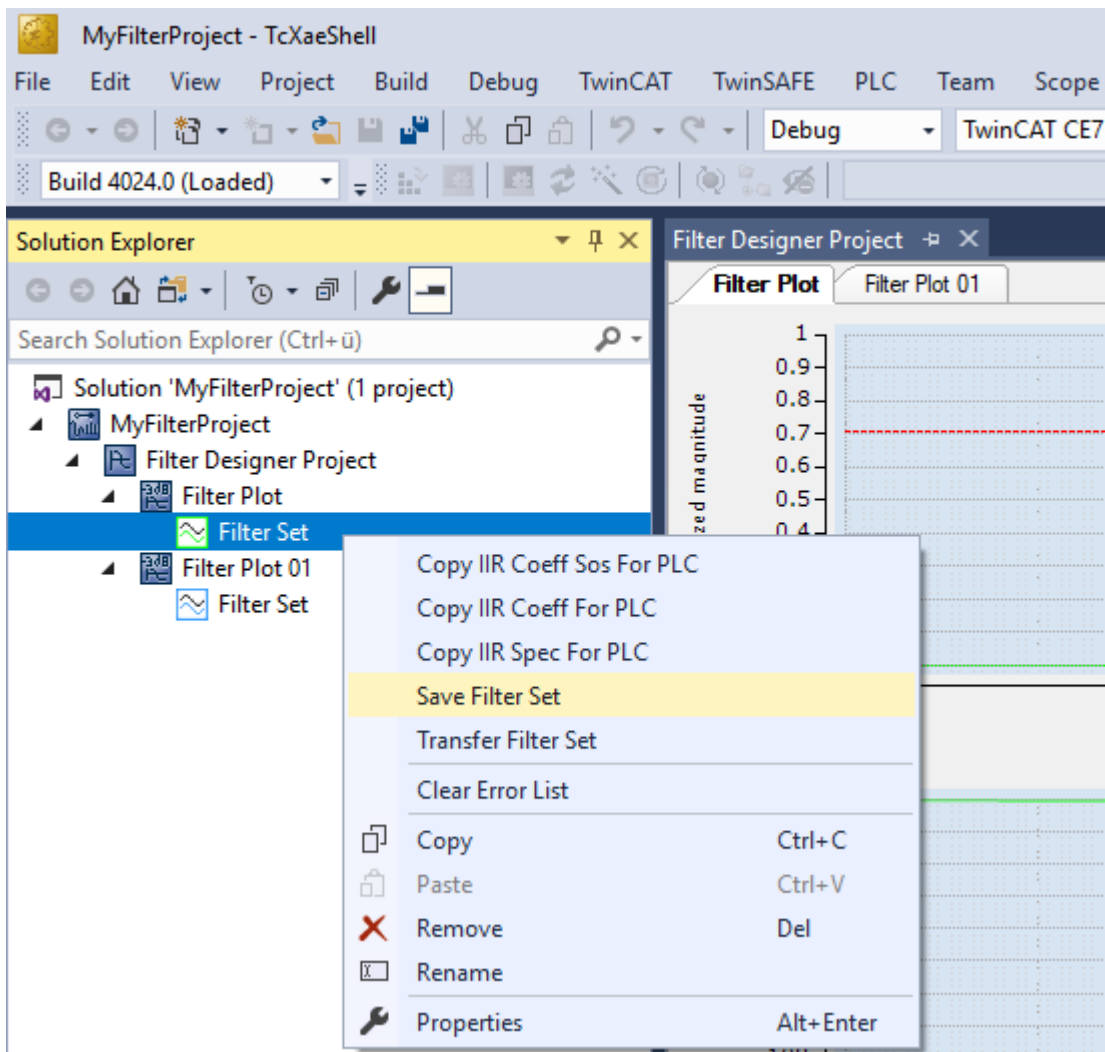 MyFilterProject - TcXaeShell
File Edit View Project Build Debug TwinCAT TwinSAFE PLC Team Scope
Debug TwinCAT CE7
Build 4024.0 (Loaded)
Solution Explorer
Search Solution Explorer (Ctrl+ü)
Solution 'MyFilterProject' (1 project)
MyFilterProject
Filter Designer Project
Filter Plot
Filter Set
Filter Plot 01
Filter Set
Copy IIR Coeff Sos For PLC
Copy IIR Coeff For PLC
Copy IIR Spec For PLC
Save Filter Set
Transfer Filter Set
Clear Error List
Copy Ctrl+C
Paste Ctrl+V
Remove Del
Rename
Properties Alt+Enter
Filter Designer Project
Filter Plot Filter Plot 01
1
0.9
0.8
0.7
0.6
0.5
0.4
magnitude